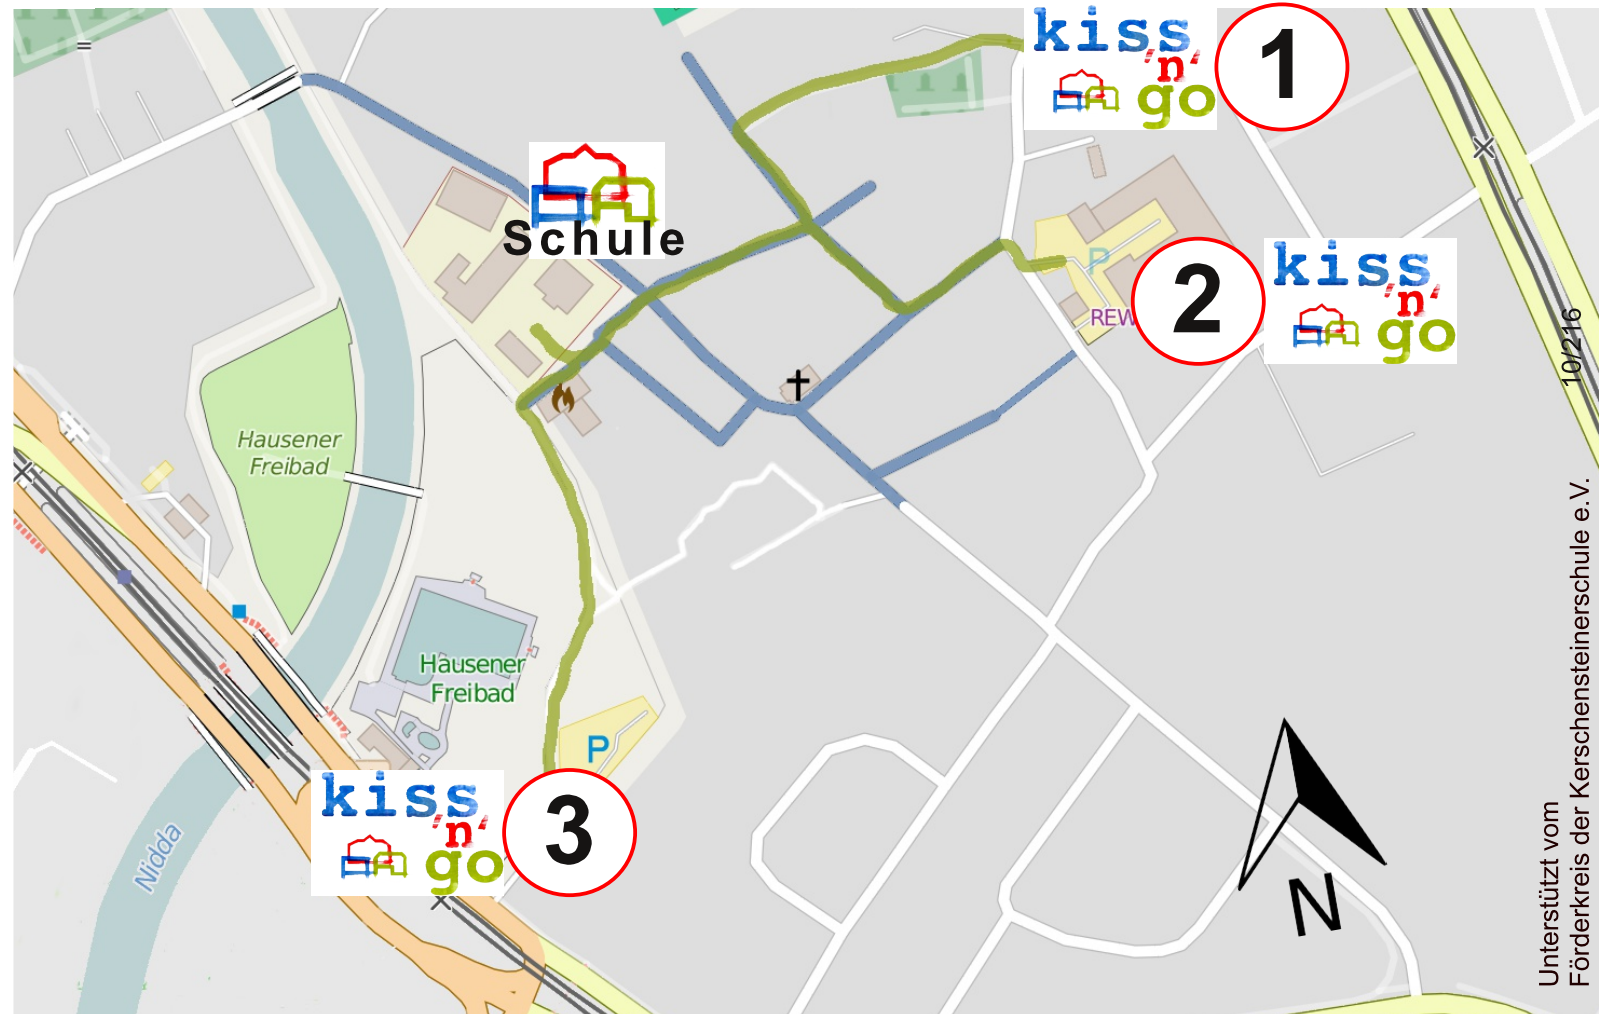 kiss
'n'
go
1
Schule
P
REW
2
kiss
'n'
go
10/216
Hausener
Freibad
Hausener
Freibad
P
kiss
'n'
go
3
Nidda
N
Unterstützt vom
Förderkreis der Kerschensteinerschule e.V.